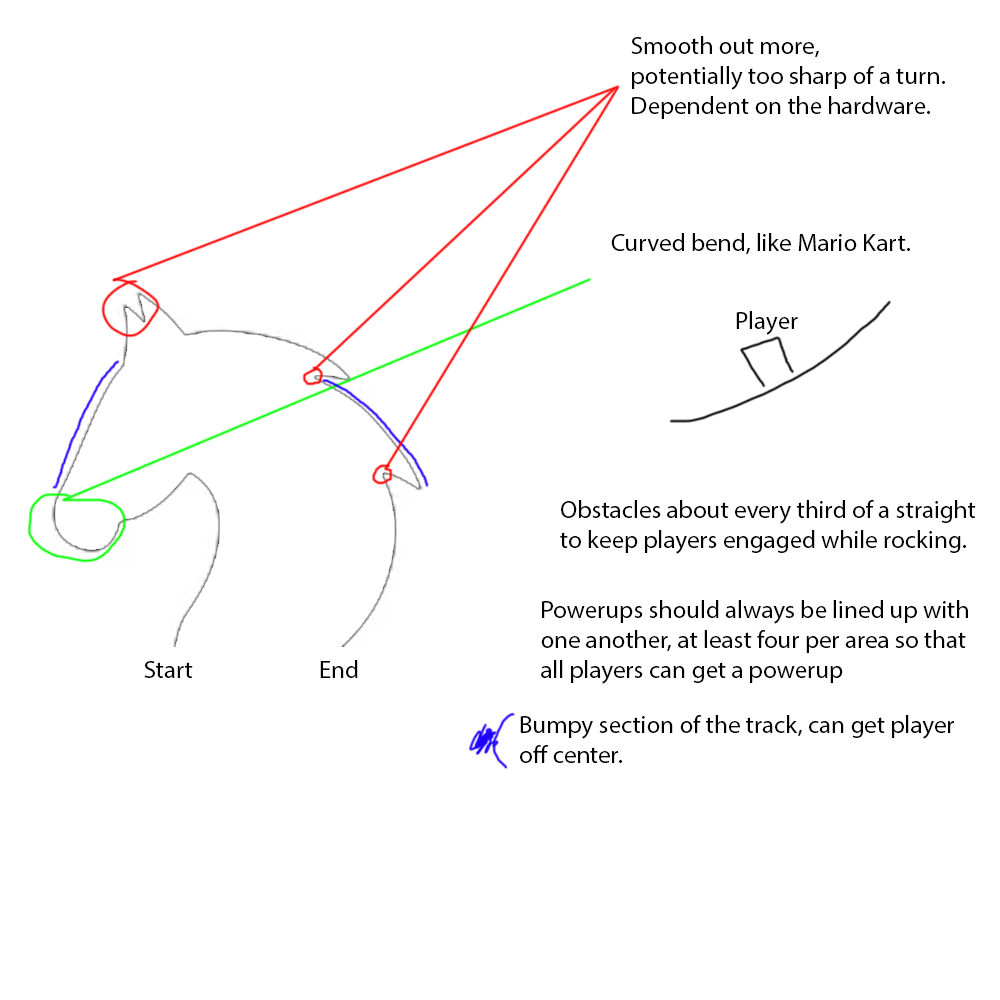 Smooth out more,
potentially too sharp of a turn.
Dependent on the hardware.
Curved bend, like Mario Kart.
Player
Obstacles about every third of a straight
to keep players engaged while rocking.
Powerups should always be lined up with
one another, at least four per area so that
all players can get a powerup
Start
End
Bumpy section of the track, can get player
off center.